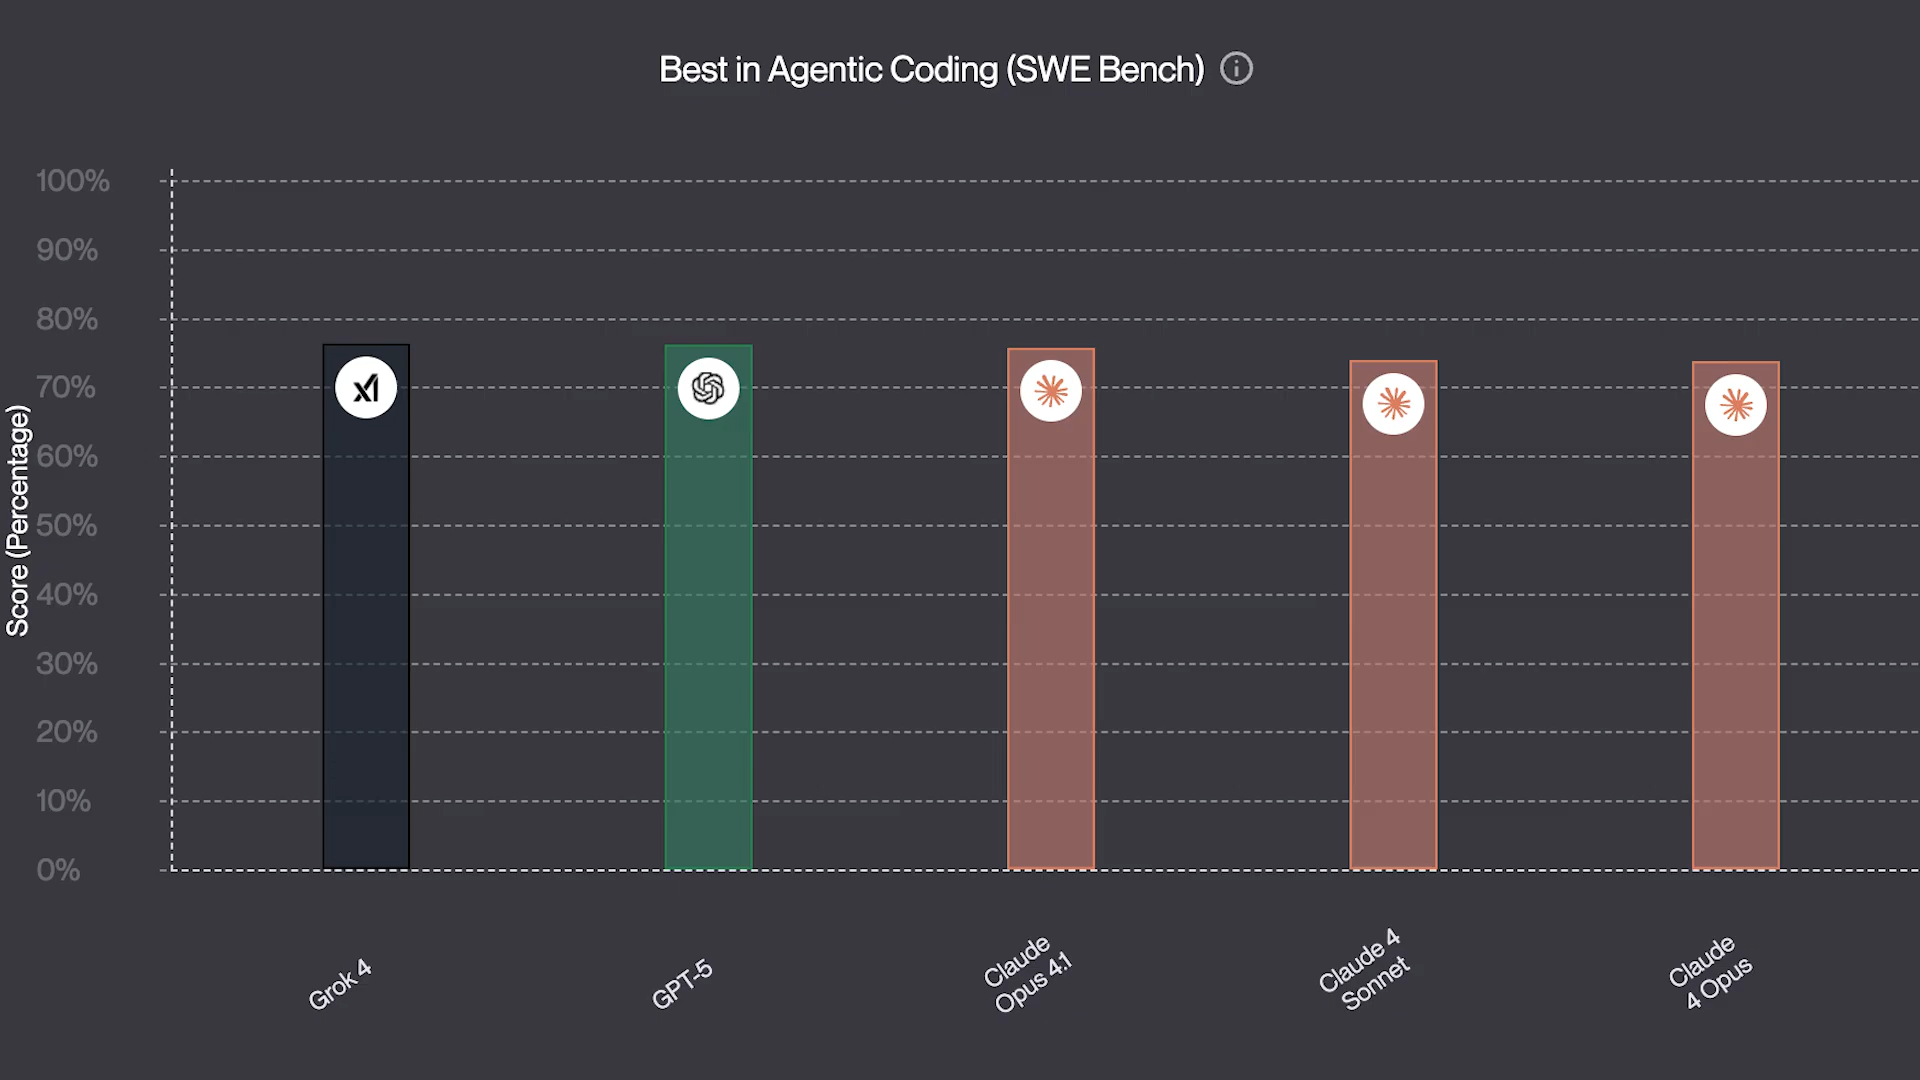 Best in Agentic Coding (SWE Bench)
100%
90%
80%
70%
60%
50%
40%
30%
20%
10%
0%
Score (Percentage)
Grok 4
GPT-5
Claude
Opus 4.1
Claude 4
Sonnet
Claude
4 Opus